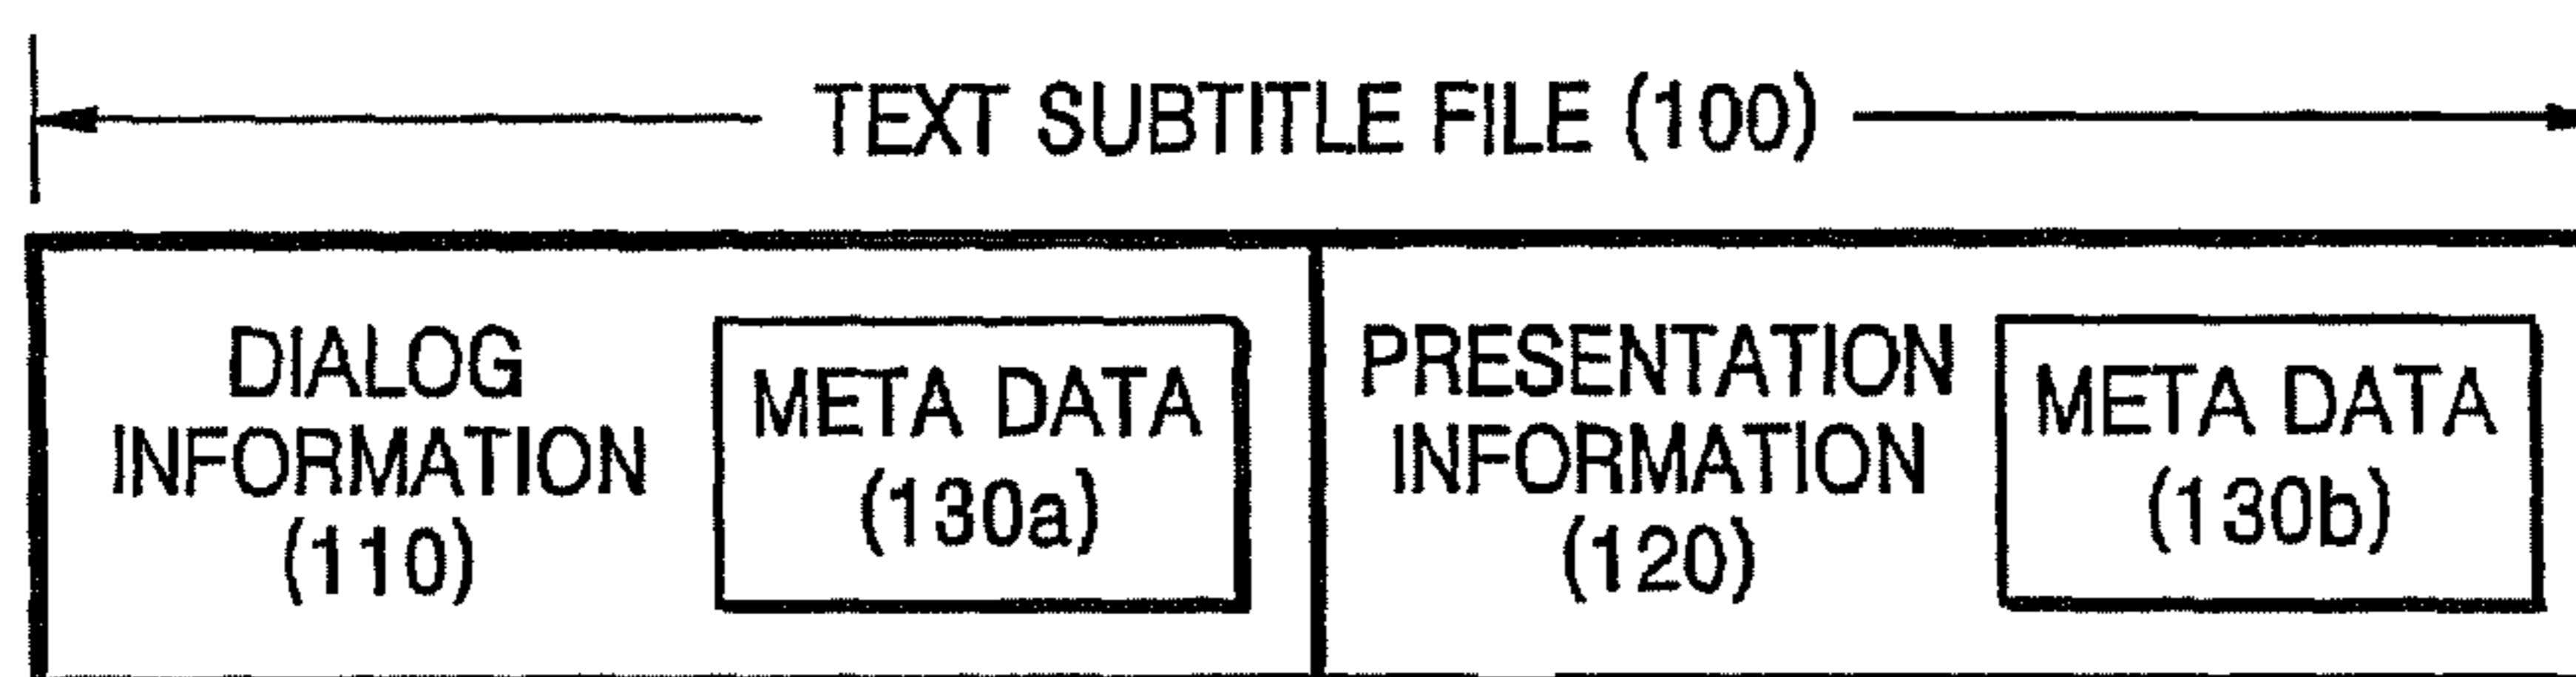 TEXT SUBTITLE FILE (100)
DIALOG
INFORMATION
(110)
META DATA
(130a)
PRESENTATION
INFORMATION
(120)
META DATA
(130b)